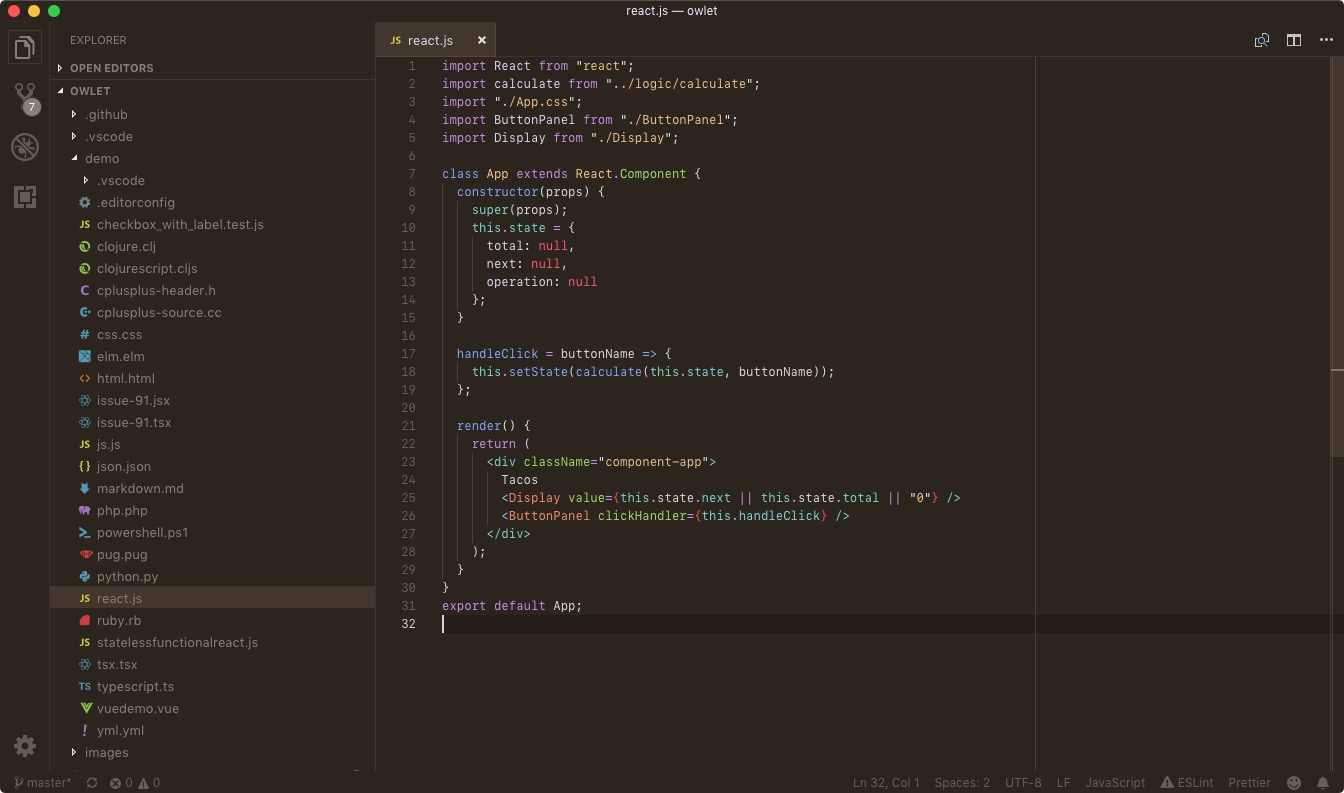 react.js — owlet
EXPLORER
OPEN EDITORS
OWLET
.github
.vscode
demo
.vscode
.editorconfig
JS checkbox_with_label.test.js
clojure.clj
clojurescript.cljs
C cplusplus-header.h
cplusplus-source.cc
# css.css
elm.elm
<> html.html
issue-91.jsx
issue-91.tsx
JS js.js
{} json.json
markdown.md
php.php
powershell.ps1
pug.pug
python.py
JS react.js
ruby.rb
JS statelessfunctionalreact.js
tsx.tsx
TS typescript.ts
vuedemo.vue
! yml.yml
images
7
JS react.js ×
1 import React from "react";
2 import calculate from "../logic/calculate";
3 import "./App.css";
4 import ButtonPanel from "./ButtonPanel";
5 import Display from "./Display";
6
7 class App extends React.Component {
8   constructor(props) {
9     super(props);
10     this.state = {
11       total: null,
12       next: null,
13       operation: null
14     };
15   }
16
17   handleClick = buttonName => {
18     this.setState(calculate(this.state, buttonName));
19   };
20
21   render() {
22     return (
23       <div className="component-app">
24         Tacos
25         <Display value={this.state.next || this.state.total || "0"} />
26         <ButtonPanel clickHandler={this.handleClick} />
27       </div>
28     );
29   }
30 }
31 export default App;
32
master* 0 0 Ln 32, Col 1 Spaces: 2 UTF-8 LF JavaScript ESLint Prettier